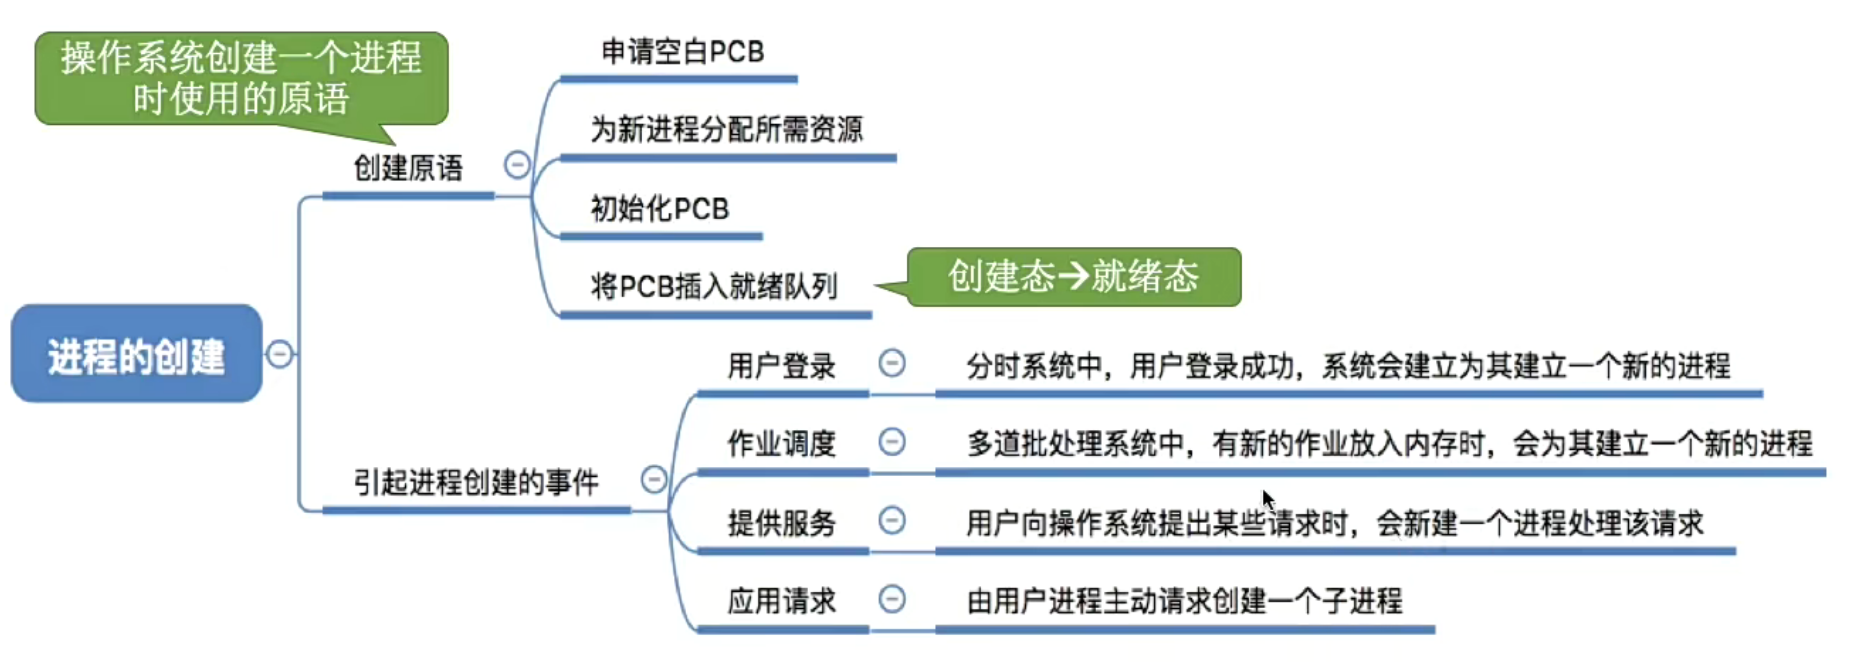 操作系统创建一个进程
时使用的原语
申请空白PCB
为新进程分配所需资源
创建原语
初始化PCB
将PCB插入就绪队列
创建态→就绪态
进程的创建
用户登录
分时系统中，用户登录成功，系统会建立为其建立一个新的进程
作业调度
多道批处理系统中，有新的作业放入内存时，会为其建立一个新的进程
引起进程创建的事件
提供服务
用户向操作系统提出某些请求时，会新建一个进程处理该请求
应用请求
由用户进程主动请求创建一个子进程